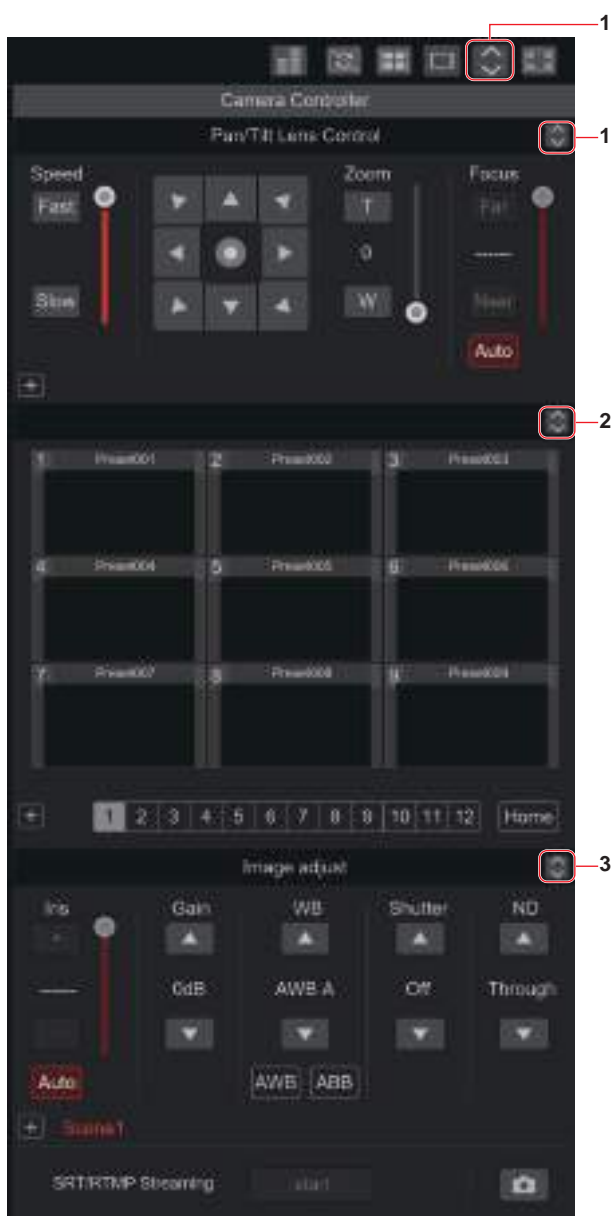 1
Camera Controller
Pan/Tilt Lens Control
1
Speed
Zoom
Focus
Fast
T
Far
0
-----
Slow
W
Near
Auto
+
2
1 Preset001 2 Preset002 3 Preset003
4 Preset004 5 Preset005 6 Preset006
7 Preset007 8 Preset008 9 Preset009
+ 1 2 3 4 5 6 7 8 9 10 11 12 Home
Image adjust
3
Iris Gain WB Shutter ND
----- 0dB AWB A Off Through
Auto AWB ABB
+ Scene1
SRT/RTMP Streaming start